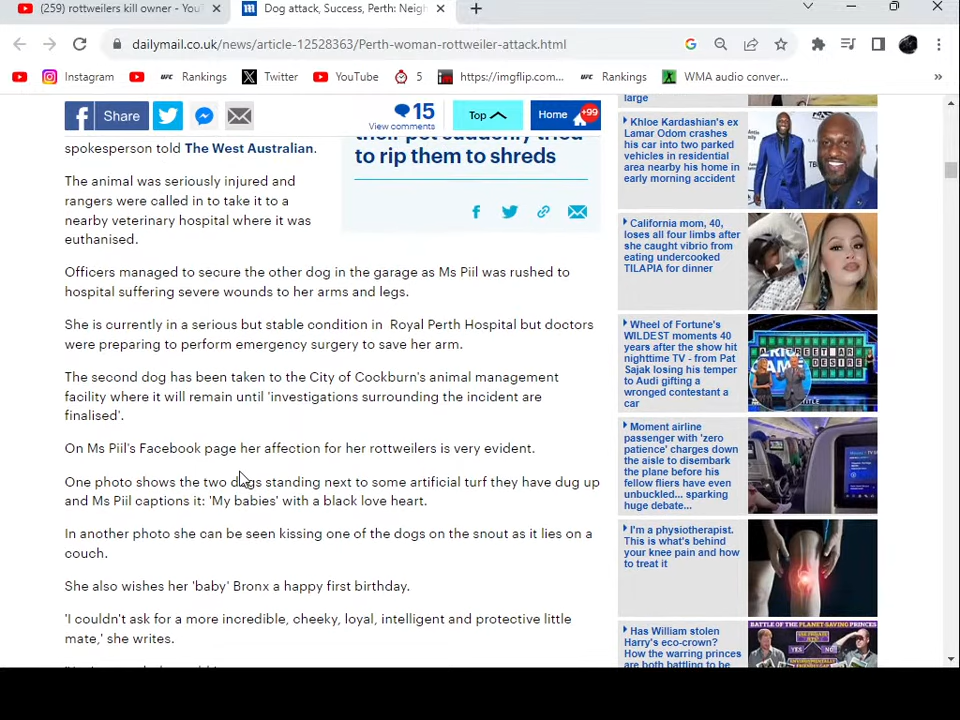 (259) rottweilers kill owner - You
Dog attack, Success, Perth: Neigh
dailymail.co.uk/news/article-12528363/Perth-woman-rottweiler-attack.html
Instagram
UFC Rankings
Twitter
YouTube
5
https://imgflip.com...
UFC Rankings
WMA audio conver...
»
Share
15
View comments
Top
Home
+99
to rip them to shreds
spokesperson told The West Australian.
The animal was seriously injured and
rangers were called in to take it to a
nearby veterinary hospital where it was
euthanised.
Officers managed to secure the other dog in the garage as Ms Piil was rushed to
hospital suffering severe wounds to her arms and legs.
She is currently in a serious but stable condition in Royal Perth Hospital but doctors
were preparing to perform emergency surgery to save her arm.
The second dog has been taken to the City of Cockburn's animal management
facility where it will remain until 'investigations surrounding the incident are
finalised'.
On Ms Piil's Facebook page her affection for her rottweilers is very evident.
One photo shows the two dogs standing next to some artificial turf they have dug up
and Ms Piil captions it: 'My babies' with a black love heart.
In another photo she can be seen kissing one of the dogs on the snout as it lies on a
couch.
She also wishes her 'baby' Bronx a happy first birthday.
'I couldn't ask for a more incredible, cheeky, loyal, intelligent and protective little
mate,' she writes.
large
Khloe Kardashian's ex
Lamar Odom crashes
his car into two parked
vehicles in residential
area nearby his home in
early morning accident
California mom, 40,
loses all four limbs after
she caught vibrio from
eating undercooked
TILAPIA for dinner
Wheel of Fortune's
WILDEST moments 40
years after the show hit
nighttime TV - from Pat
Sajak losing his temper
to Audi gifting a
wronged contestant a
car
Moment airline
passenger with 'zero
patience' charges down
the aisle to disembark
the plane before his
fellow fliers have even
unbuckled... sparking
huge debate...
I'm a physiotherapist.
This is what's behind
your knee pain and how
to treat it
Has William stolen
Harry's eco-crown?
How the warring princes
are both battling to be
BATTLE OF THE PLANET-SAVING PRINCES
YES
NO